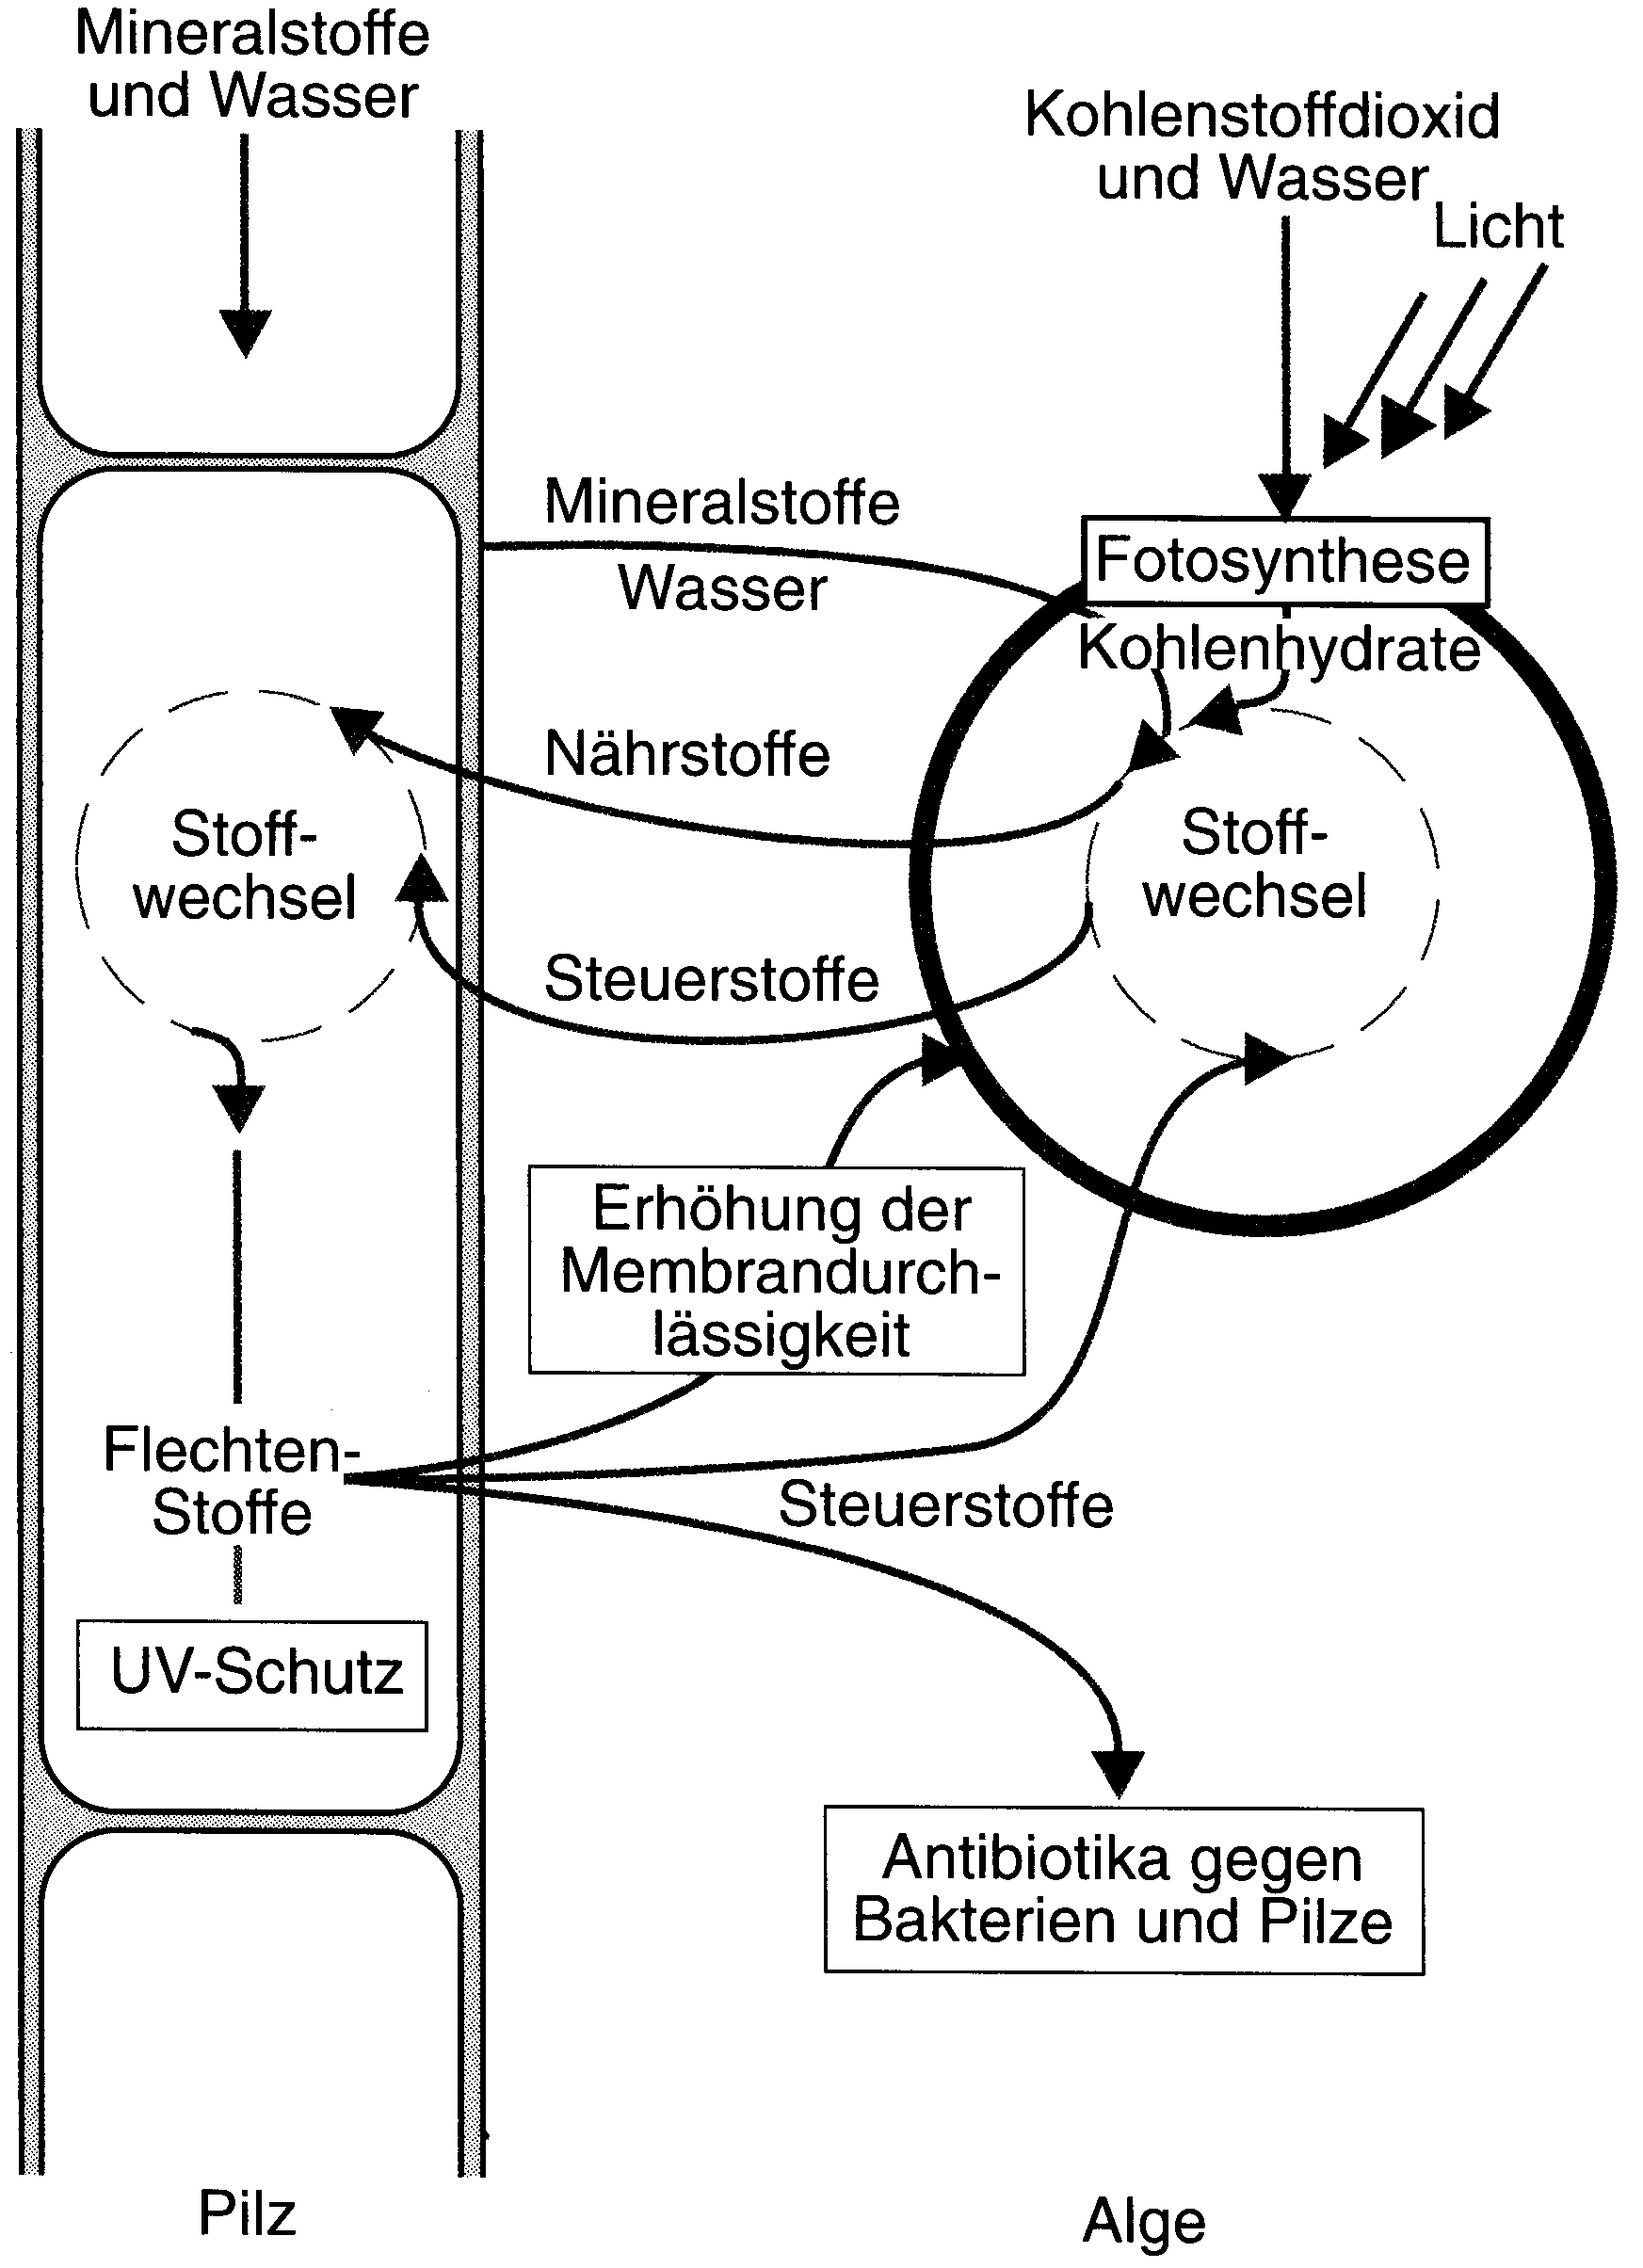 Mineralstoffe
und Wasser
Kohlenstoffdioxid
und Wasser
Licht
Mineralstoffe
Wasser
Fotosynthese
Kohlenhydrate
Nährstoffe
Stoff-
wechsel
Stoff-
wechsel
Steuerstoffe
Erhöhung der
Membrandurch-
lässigkeit
Flechten-
Stoffe
Steuerstoffe
UV-Schutz
Antibiotika gegen
Bakterien und Pilze
Pilz
Alge